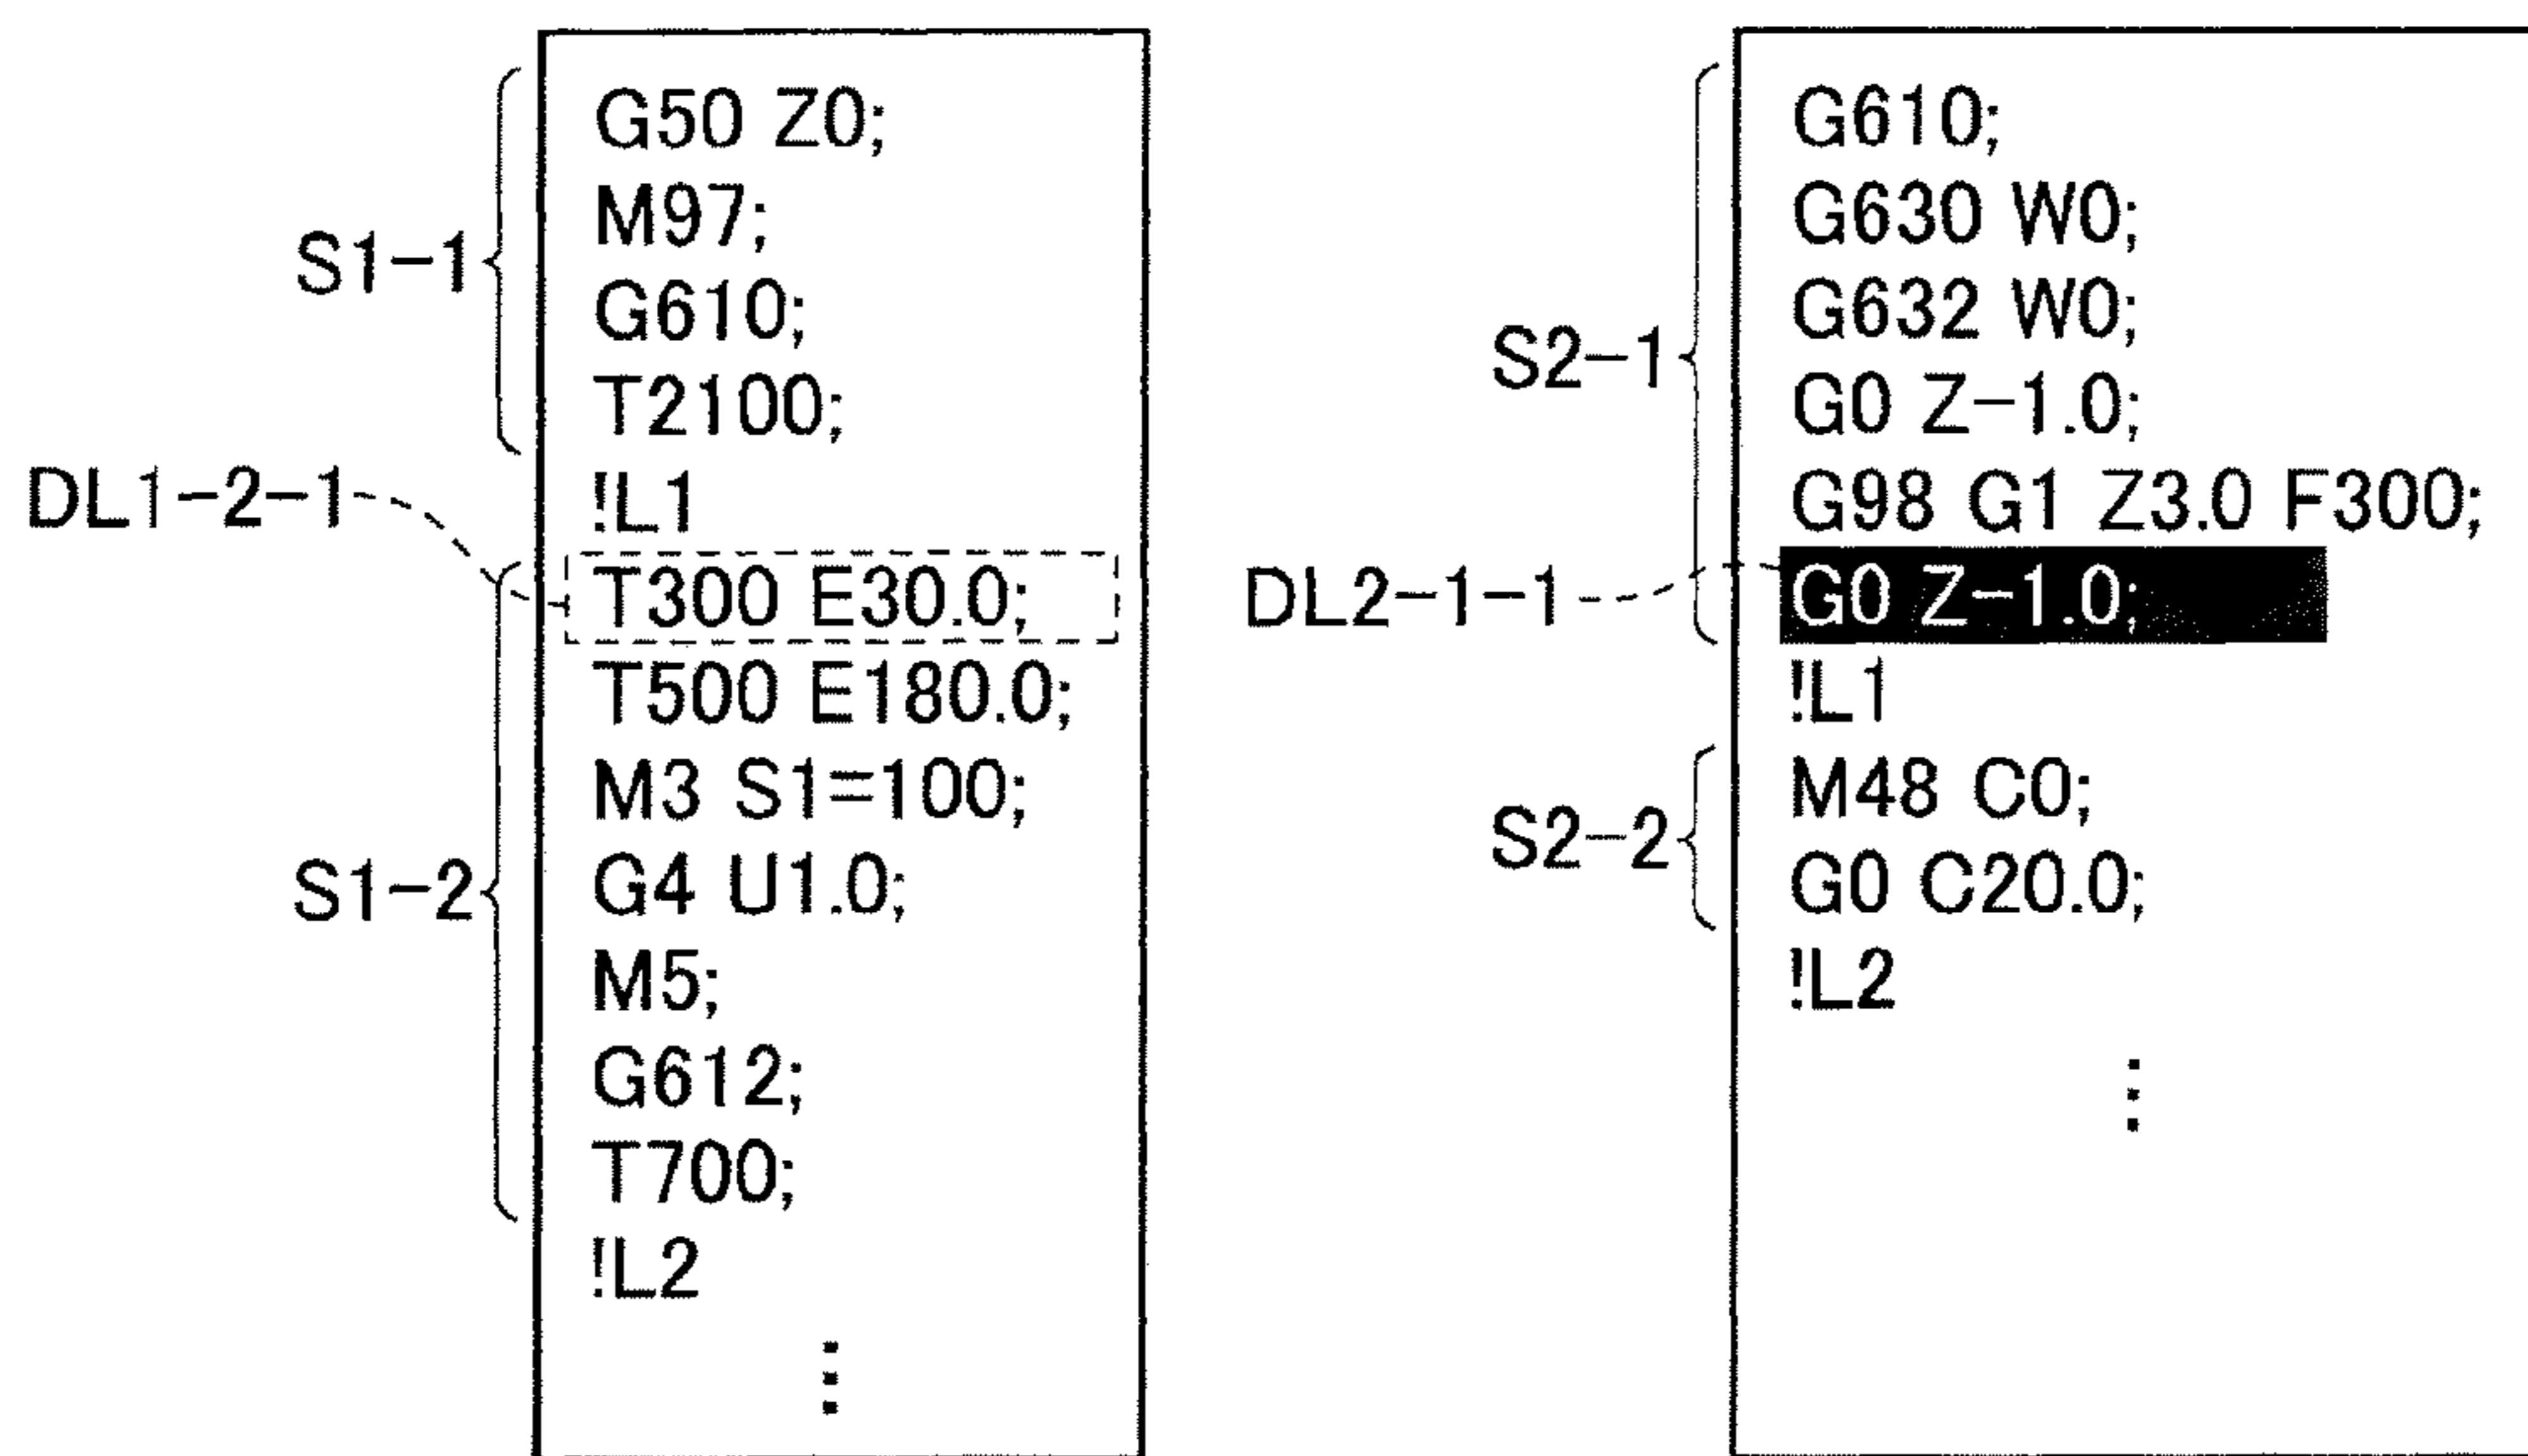 S1-1
G50 Z0;
M97;
G610;
T2100;
!L1
DL1-2-1
T300 E30.0;
T500 E180.0;
M3 S1=100;
G4 U1.0;
M5;
G612;
T700;
S1-2
!L2
S2-1
G610;
G630 W0;
G632 W0;
G0 Z-1.0;
G98 G1 Z3.0 F300;
DL2-1-1
G0 Z-1.0;
!L1
S2-2
M48 C0;
G0 C20.0;
!L2